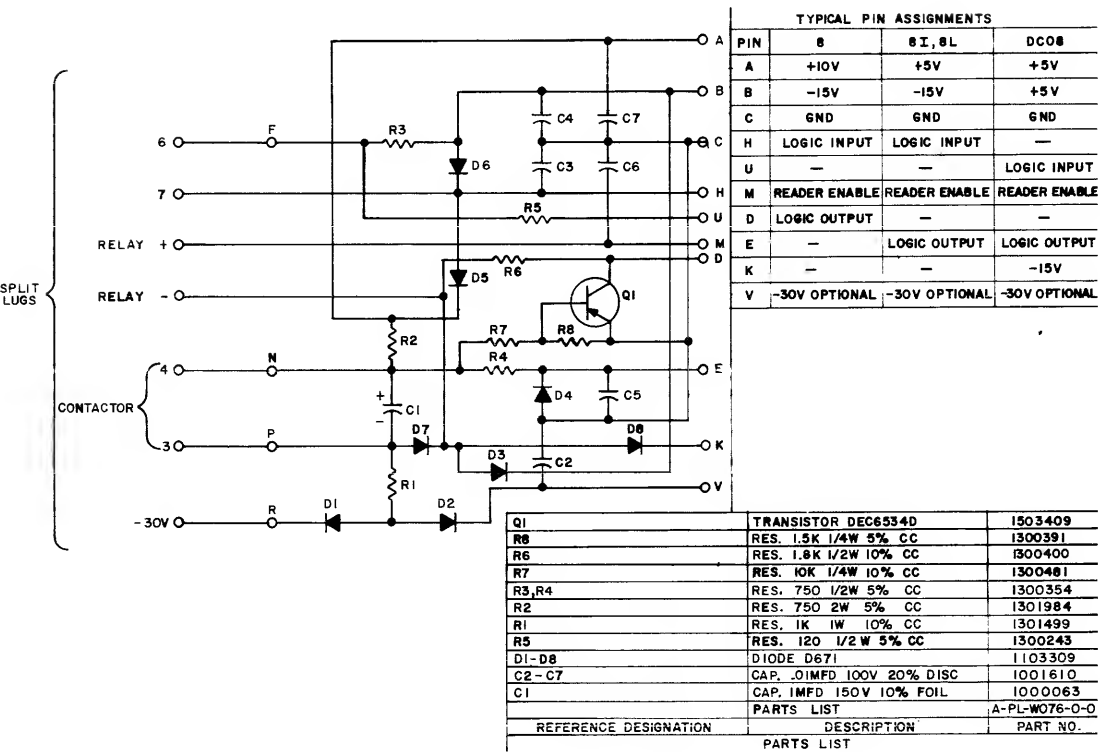 TYPICAL PIN ASSIGNMENTS
PIN 8 8I,8L DC08
A +10V +5V +5V
B -15V -15V +5V
C GND GND GND
H LOGIC INPUT LOGIC INPUT —
U — — LOGIC INPUT
M READER ENABLE READER ENABLE READER ENABLE
D LOGIC OUTPUT — —
E — LOGIC OUTPUT LOGIC OUTPUT
K — — -15V
V -30V OPTIONAL -30V OPTIONAL -30V OPTIONAL
A
B
C4 C7
6 F R3 C
D6 C3 C6
7 H
R5 U
RELAY + M
R6 D
SPLIT
LUGS
RELAY - D5
Q1
R2 R7 R8
4 N R4 E
CONTACTOR + C1 - D4 C5
3 P D7 D8 K
D3 C2
R1 V
-30V R D1 D2
Q1 TRANSISTOR DEC6534D 1503409
R8 RES. 1.5K 1/4W 5% CC 1300391
R6 RES. 1.8K 1/2W 10% CC 1300400
R7 RES. 10K 1/4W 10% CC 1300481
R3,R4 RES. 750 1/2W 5% CC 1300354
R2 RES. 750 2W 5% CC 1301984
R1 RES. 1K 1W 10% CC 1301499
R5 RES. 120 1/2W 5% CC 1300243
D1-D8 DIODE D671 1103309
C2-C7 CAP. .01MFD 100V 20% DISC 1001610
C1 CAP. 1MFD 150V 10% FOIL 1000063
PARTS LIST A-PL-W076-0-0
REFERENCE DESIGNATION DESCRIPTION PART NO.
PARTS LIST